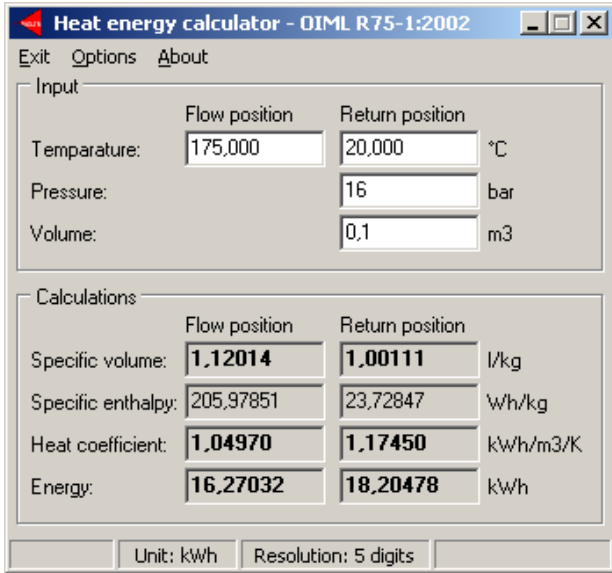 Heat energy calculator - OIML R75-1:2002
Exit Options About
Input
Flow position Return position
Temparature: 175,000 20,000 °C
Pressure: 16 bar
Volume: 0,1 m3
Calculations
Flow position Return position
Specific volume: 1,12014 1,00111 l/kg
Specific enthalpy: 205,97851 23,72847 Wh/kg
Heat coefficient: 1,04970 1,17450 kWh/m3/K
Energy: 16,27032 18,20478 kWh
Unit: kWh Resolution: 5 digits